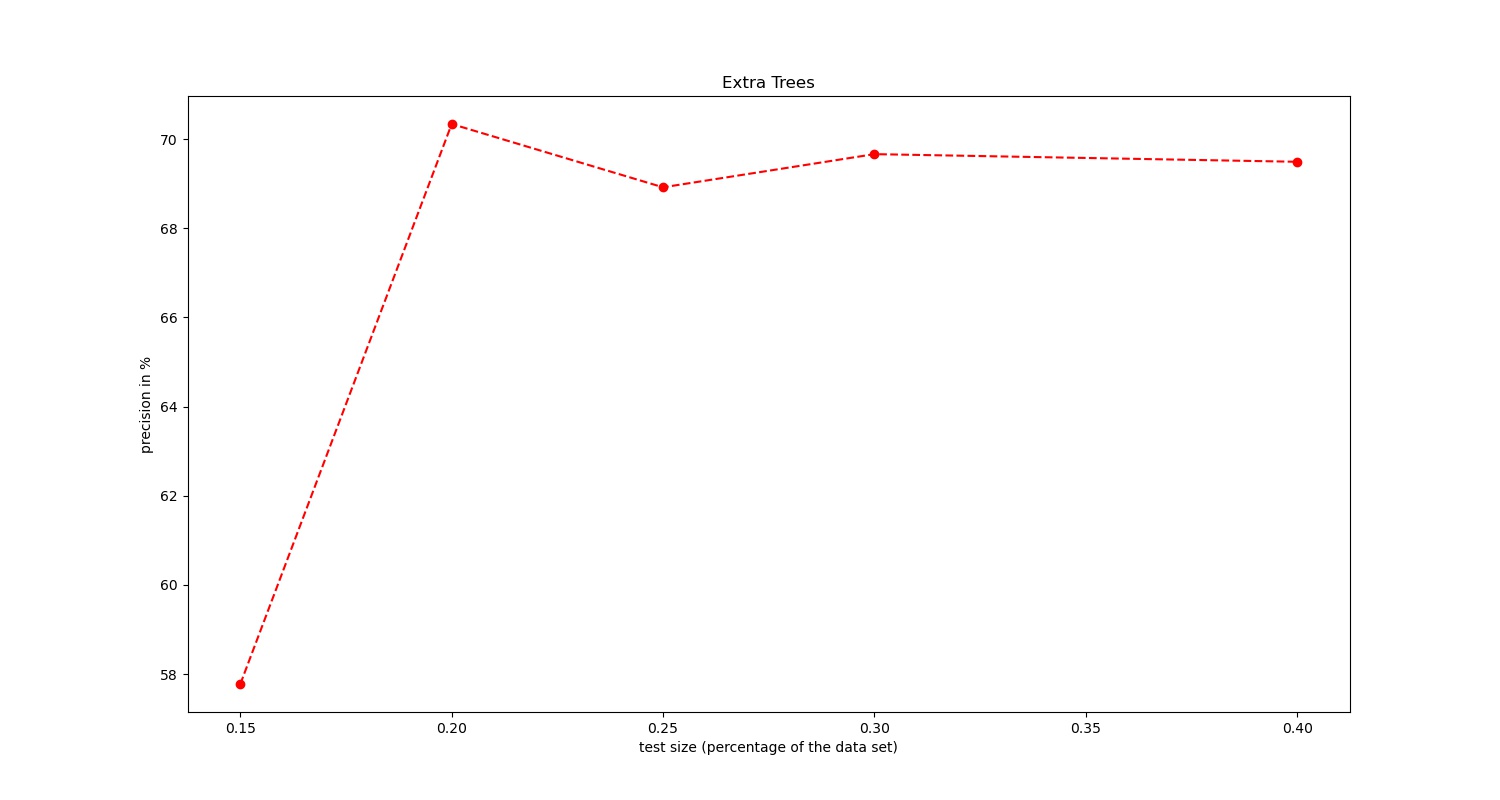 Extra Trees
70
68
66
64
62
60
58
precision in %
0.15 0.20 0.25 0.30 0.35 0.40
test size (percentage of the data set)